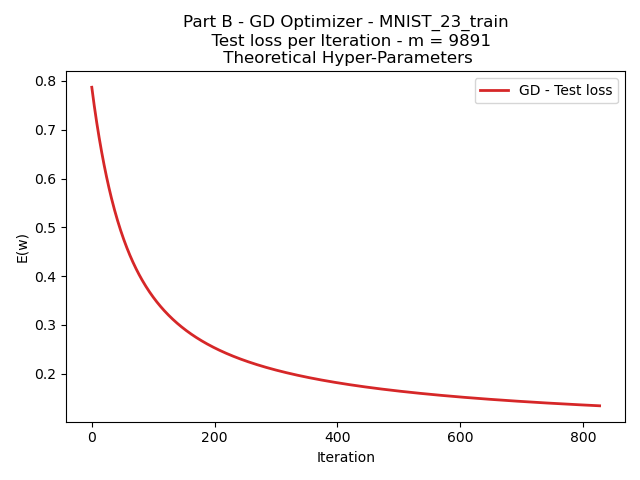 Part B - GD Optimizer - MNIST_23_train
Test loss per Iteration - m = 9891
Theoretical Hyper-Parameters
GD - Test loss
E(w)
0.8
0.7
0.6
0.5
0.4
0.3
0.2
0 200 400 600 800
Iteration